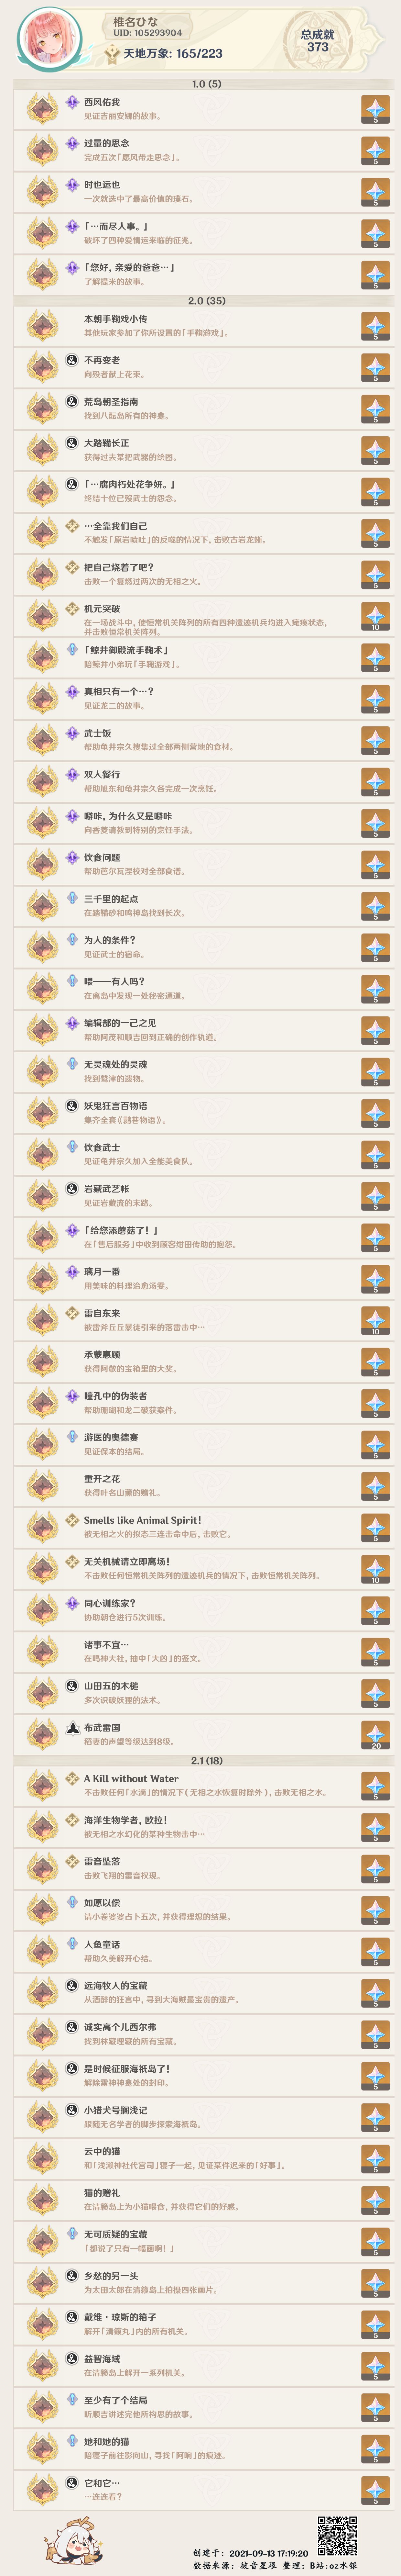 椎名ひな
UID: 105293904
天地万象: 165/223
总成就
373
1.0 (5)
西风佑我
见证吉丽安娜的故事。
5
过量的思念
完成五次「愿风带走思念」。
5
时也运也
一次就选中了最高价值的璞石。
5
「…而尽人事。」
破坏了四种爱情运来临的征兆。
5
「您好，亲爱的爸爸…」
了解提米的故事。
5
2.0 (35)
本朝手鞠戏小传
其他玩家参加了你所设置的「手鞠游戏」。
5
不再变老
向殁者献上花束。
5
荒岛朝圣指南
找到八酝岛所有的神龛。
5
大踏鞴长正
获得过去某把武器的绘图。
5
「…腐肉朽处花争妍。」
终结十位已殁武士的怨念。
5
…全靠我们自己
不触发「原岩喷吐」的反噬的情况下，击败古岩龙蜥。
5
把自己烧着了吧？
击败一个复燃过两次的无相之火。
5
机元突破
在一场战斗中，使恒常机关阵列的所有四种遗迹机兵均进入瘫痪状态，
并击败恒常机关阵列。
10
「鲸井御殿流手鞠术」
陪鲸井小弟玩「手鞠游戏」。
5
真相只有一个…？
见证龙二的故事。
5
武士饭
帮助龟井宗久搜集过全部两侧营地的食材。
5
双人餐行
帮助旭东和龟井宗久各完成一次烹饪。
5
嚼咔，为什么又是嚼咔
向香菱请教到特别的烹饪手法。
5
饮食问题
帮助芭尔瓦涅校对全部食谱。
5
三千里的起点
在踏鞴砂和鸣神岛找到长次。
5
为人的条件？
见证武士的宿命。
5
喂——有人吗？
在离岛中发现一处秘密通道。
5
编辑部的一己之见
帮助阿茂和顺吉回到正确的创作轨道。
5
无灵魂处的灵魂
找到鹫津的遗物。
5
妖鬼狂言百物语
集齐全套《鬪巷物语》。
5
饮食武士
见证龟井宗久加入全能美食队。
5
岩藏武艺帐
见证岩藏流的末路。
5
「给您添蘑菇了！」
在「售后服务」中收到顾客绀田传助的抱怨。
5
璃月一番
用美味的料理治愈汤雯。
5
雷自东来
被雷斧丘丘暴徒引来的落雷击中…
10
承蒙惠顾
获得阿敬的宝箱里的大奖。
5
瞳孔中的伪装者
帮助珊瑚和龙二破获案件。
5
游医的奥德赛
见证保本的结局。
5
重开之花
获得叶名山薰的赠礼。
5
Smells like Animal Spirit!
被无相之火的拟态三连击命中后，击败它。
5
无关机械请立即离场！
不击败任何恒常机关阵列的遗迹机兵的情况下，击败恒常机关阵列。
10
同心训练家？
协助朝仓进行5次训练。
5
诸事不宜…
在鸣神大社，抽中「大凶」的签文。
5
山田五的木槌
多次识破妖狸的法术。
5
布武雷国
稻妻的声望等级达到8级。
20
2.1 (18)
A Kill without Water
不击败任何「水滴」的情况下（无相之水恢复时除外），击败无相之水。
5
海洋生物学者，欧拉！
被无相之水幻化的某种生物击中…
5
雷音坠落
击败飞翔的雷音权现。
5
如愿以偿
请小卷婆婆占卜五次，并获得理想的结果。
5
人鱼童话
帮助久美解开心结。
5
远海牧人的宝藏
从酒醉的狂言中，寻到大海贼最宝贵的遗产。
5
诚实高个儿西尔弗
找到林藏埋藏的所有宝藏。
5
是时候征服海祇岛了！
解除雷神神龛处的封印。
5
小猎犬号搁浅记
跟随无名学者的脚步探索海祇岛。
5
云中的猫
和「浅濑神社代宫司」寝子一起，见证某件迟来的「好事」。
5
猫的赠礼
在清籁岛上为小猫喂食，并获得它们的好感。
5
无可质疑的宝藏
「都说了只有一幅画啊！」
5
乡愁的另一头
为太田太郎在清籁岛上拍摄四张画片。
5
戴维·琼斯的箱子
解开「清籁丸」内的所有机关。
5
益智海域
在清籁岛上解开一系列机关。
5
至少有了个结局
听顺吉讲述完他所构思的故事。
5
她和她的猫
陪寝子前往影向山，寻找「阿响」的痕迹。
5
它和它…
…连连看？
5
创建于: 2021-09-13 17:19:20
数据来源: 披音星艰 整理: B站:oz水银